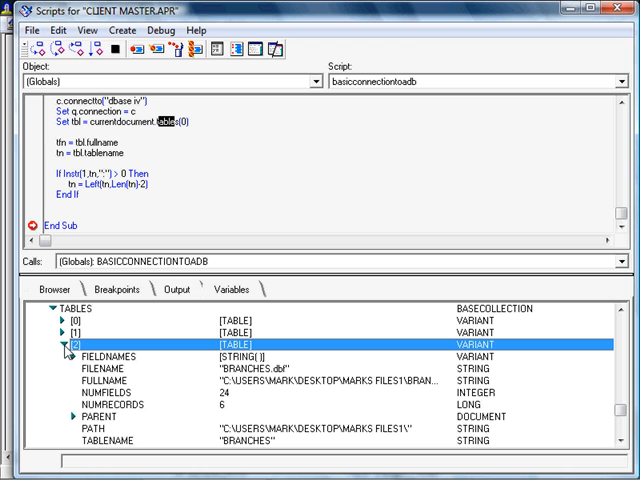 Scripts for "CLIENT MASTER.APR"
File Edit View Create Debug Help
Object: Script:
(Globals) basicconnectiontoadb
c.connectto("dbase iv")
Set q.connection = c
Set tbl = currentdocument.tables(0)
tfn = tbl.fullname
tn = tbl.tablename
If Instr(1,tn,":") > 0 Then
tn = Left(tn,Len(tn)-2)
End If
End Sub
Calls: (Globals): BASICCONNECTIONTOADB
Browser Breakpoints Output Variables
TABLES BASECOLLECTION
[0] [TABLE] VARIANT
[1] [TABLE] VARIANT
[2] [TABLE] VARIANT
FIELDNAMES [STRING( )] VARIANT
FILENAME "BRANCHES.dbf" STRING
FULLNAME "C:\USERS\MARK\DESKTOP\MARKS FILES1\BRAN... STRING
NUMFIELDS 24 INTEGER
NUMRECORDS 6 LONG
PARENT DOCUMENT
PATH "C:\USERS\MARK\DESKTOP\MARKS FILES1\" STRING
TABLENAME "BRANCHES" STRING